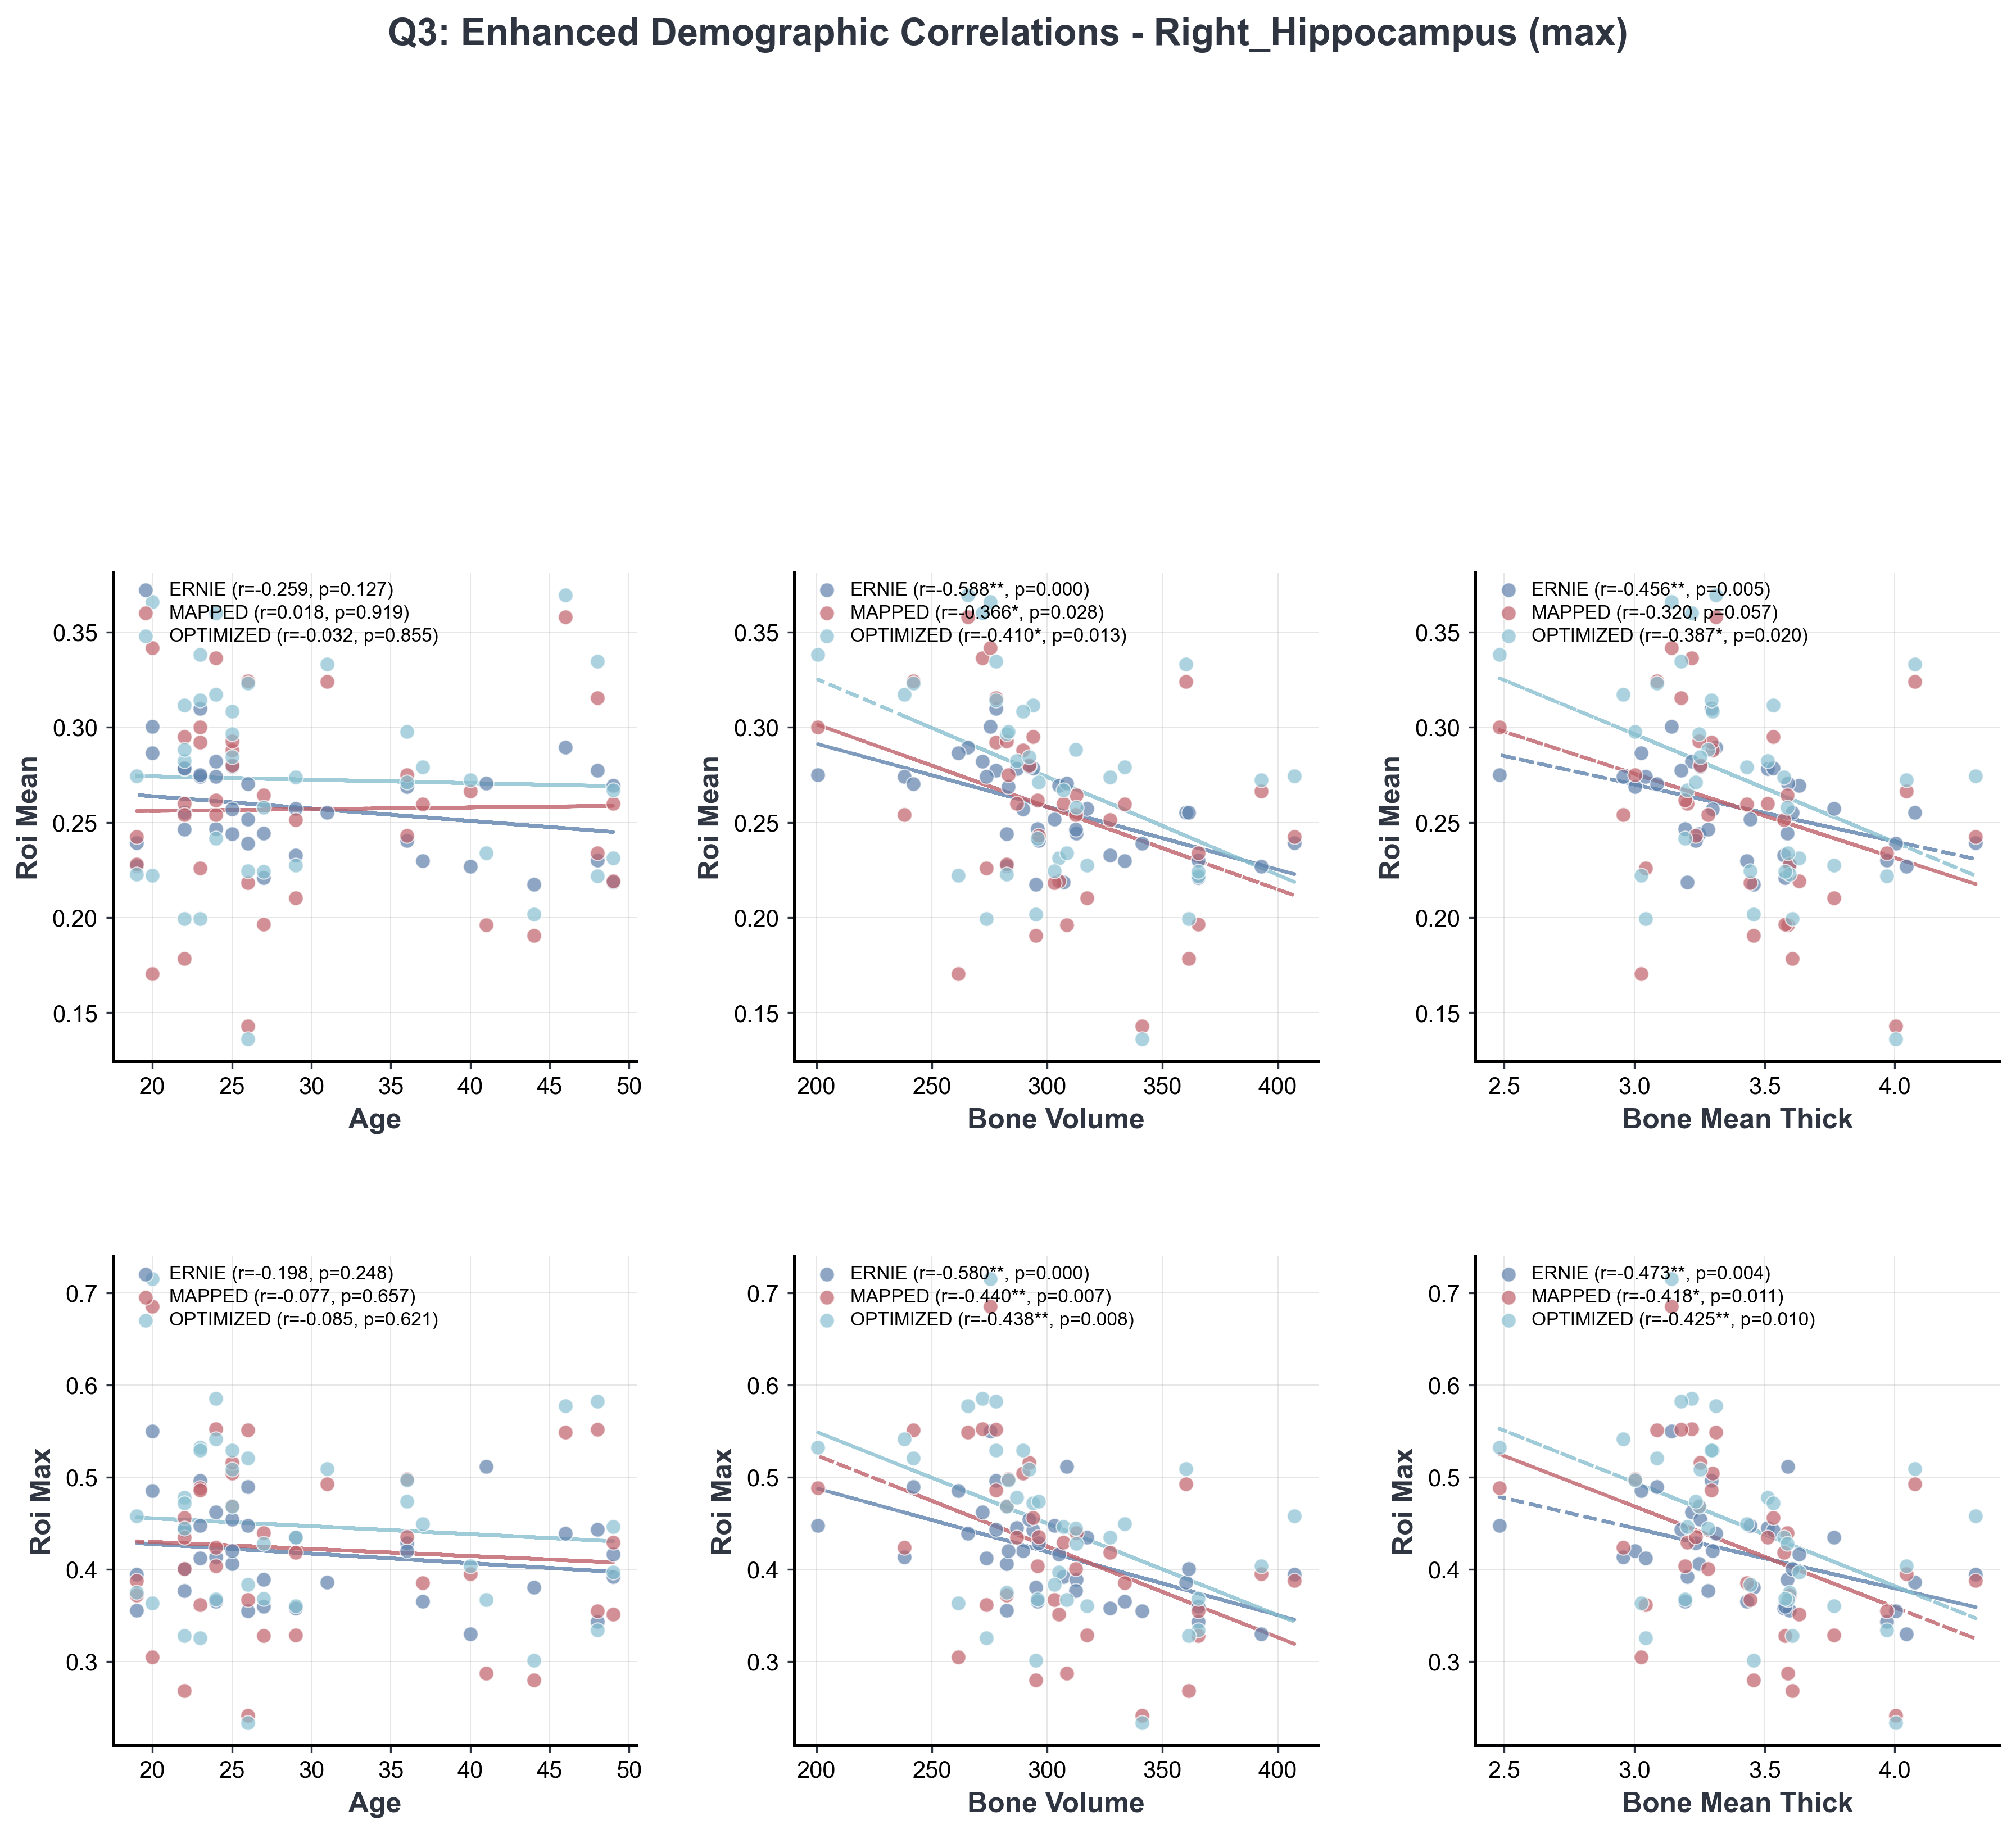 Q3: Enhanced Demographic Correlations - Right_Hippocampus (max)
ERNIE (r=-0.259, p=0.127)
MAPPED (r=0.018, p=0.919)
OPTIMIZED (r=-0.032, p=0.855)
0.35
0.30
0.25
0.20
0.15
Roi Mean
20 25 30 35 40 45 50
Age
ERNIE (r=-0.588**, p=0.000)
MAPPED (r=-0.366*, p=0.028)
OPTIMIZED (r=-0.410*, p=0.013)
0.35
0.30
0.25
0.20
0.15
Roi Mean
200 250 300 350 400
Bone Volume
ERNIE (r=-0.456**, p=0.005)
MAPPED (r=-0.320, p=0.057)
OPTIMIZED (r=-0.387*, p=0.020)
0.35
0.30
0.25
0.20
0.15
Roi Mean
2.5 3.0 3.5 4.0
Bone Mean Thick
ERNIE (r=-0.198, p=0.248)
MAPPED (r=-0.077, p=0.657)
OPTIMIZED (r=-0.085, p=0.621)
0.7
0.6
0.5
0.4
0.3
Roi Max
20 25 30 35 40 45 50
Age
ERNIE (r=-0.580**, p=0.000)
MAPPED (r=-0.440**, p=0.007)
OPTIMIZED (r=-0.438**, p=0.008)
0.7
0.6
0.5
0.4
0.3
Roi Max
200 250 300 350 400
Bone Volume
ERNIE (r=-0.473**, p=0.004)
MAPPED (r=-0.418*, p=0.011)
OPTIMIZED (r=-0.425**, p=0.010)
0.7
0.6
0.5
0.4
0.3
Roi Max
2.5 3.0 3.5 4.0
Bone Mean Thick